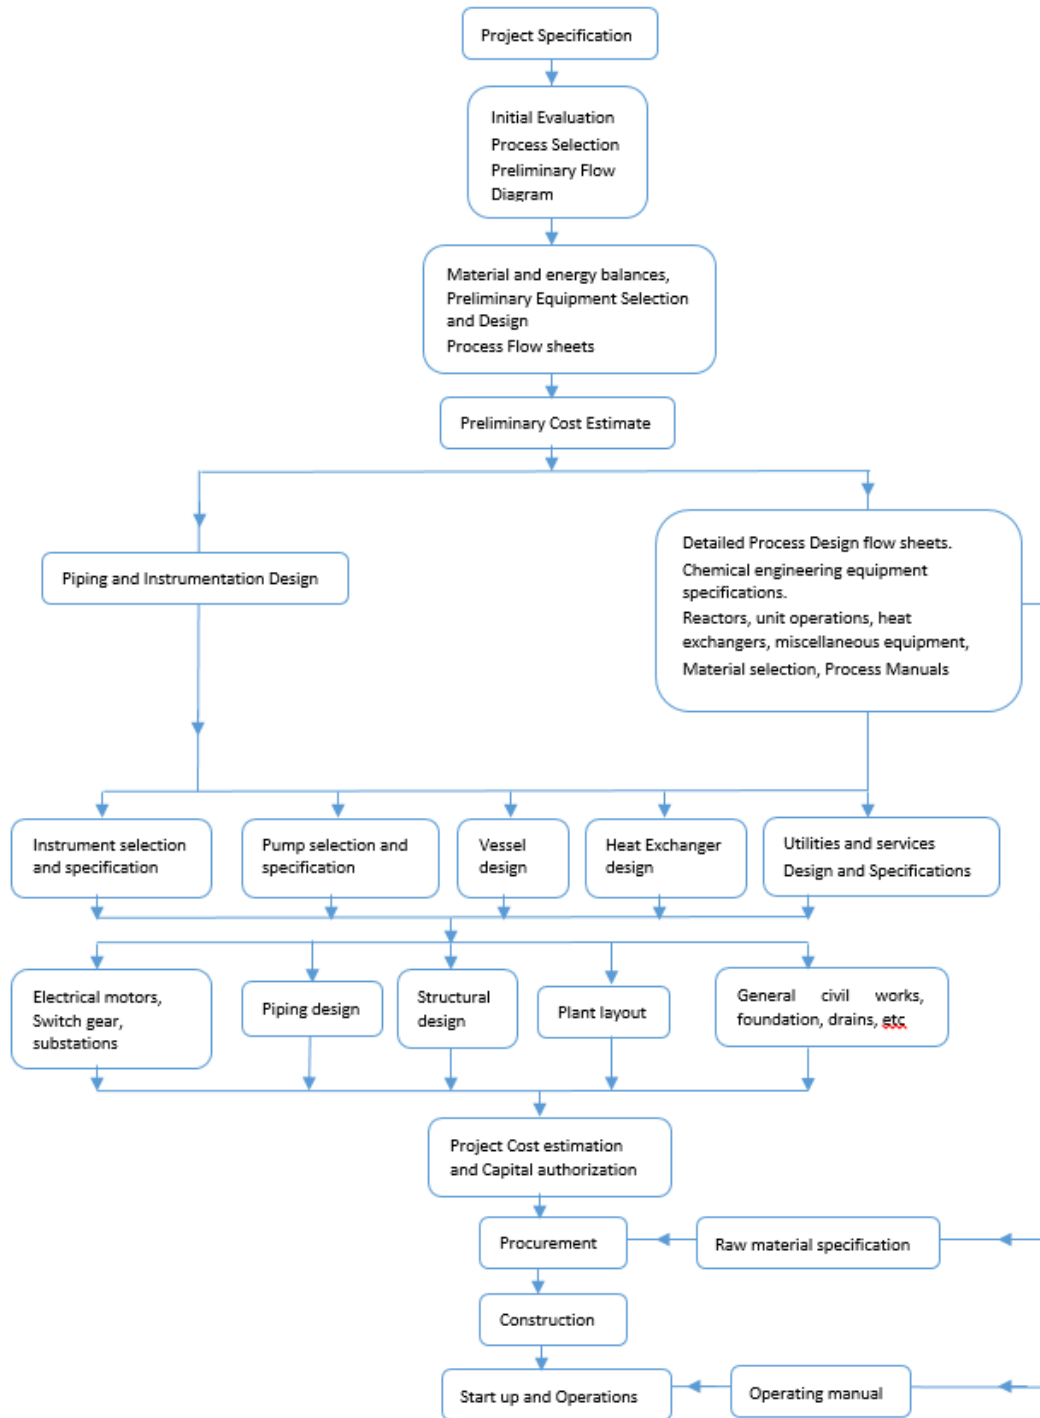 Project Specification
Initial Evaluation
Process Selection
Preliminary Flow
Diagram
Material and energy balances,
Preliminary Equipment Selection
and Design
Process Flow sheets
Preliminary Cost Estimate
Piping and Instrumentation Design
Detailed Process Design flow sheets.
Chemical engineering equipment
specifications.
Reactors, unit operations, heat
exchangers, miscellaneous equipment,
Material selection, Process Manuals
Instrument selection
and specification
Pump selection and
specification
Vessel
design
Heat Exchanger
design
Utilities and services
Design and Specifications
Electrical motors,
Switch gear,
substations
Piping design
Structural
design
Plant layout
General civil works,
foundation, drains, etc
Project Cost estimation
and Capital authorization
Procurement
Raw material specification
Construction
Start up and Operations
Operating manual